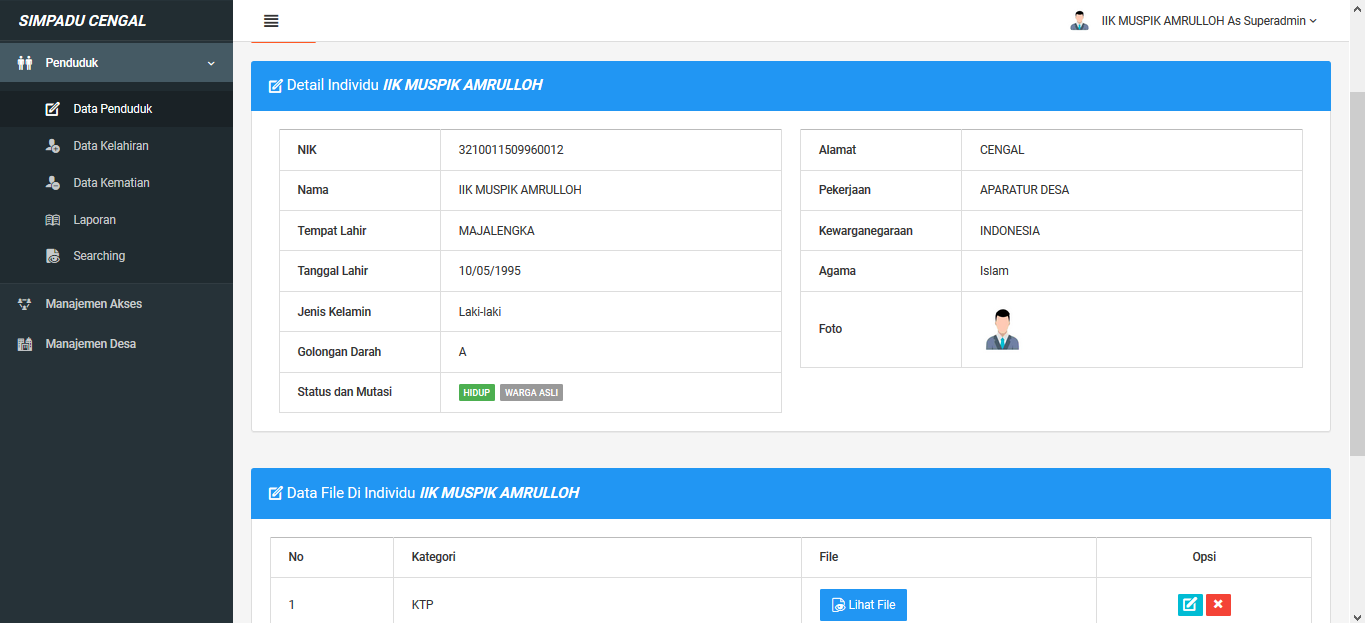 SIMPADU CENGAL
IIK MUSPIK AMRULLOH As Superadmin
Penduduk
Data Penduduk
Data Kelahiran
Data Kematian
Laporan
Searching
Manajemen Akses
Manajemen Desa
Detail Individu IIK MUSPIK AMRULLOH
NIK 3210011509960012
Nama IIK MUSPIK AMRULLOH
Tempat Lahir MAJALENGKA
Tanggal Lahir 10/05/1995
Jenis Kelamin Laki-laki
Golongan Darah A
Status dan Mutasi HIDUP WARGA ASLI
Alamat CENGAL
Pekerjaan APARATUR DESA
Kewarganegaraan INDONESIA
Agama Islam
Foto
Data File Di Individu IIK MUSPIK AMRULLOH
No Kategori File Opsi
1 KTP Lihat File